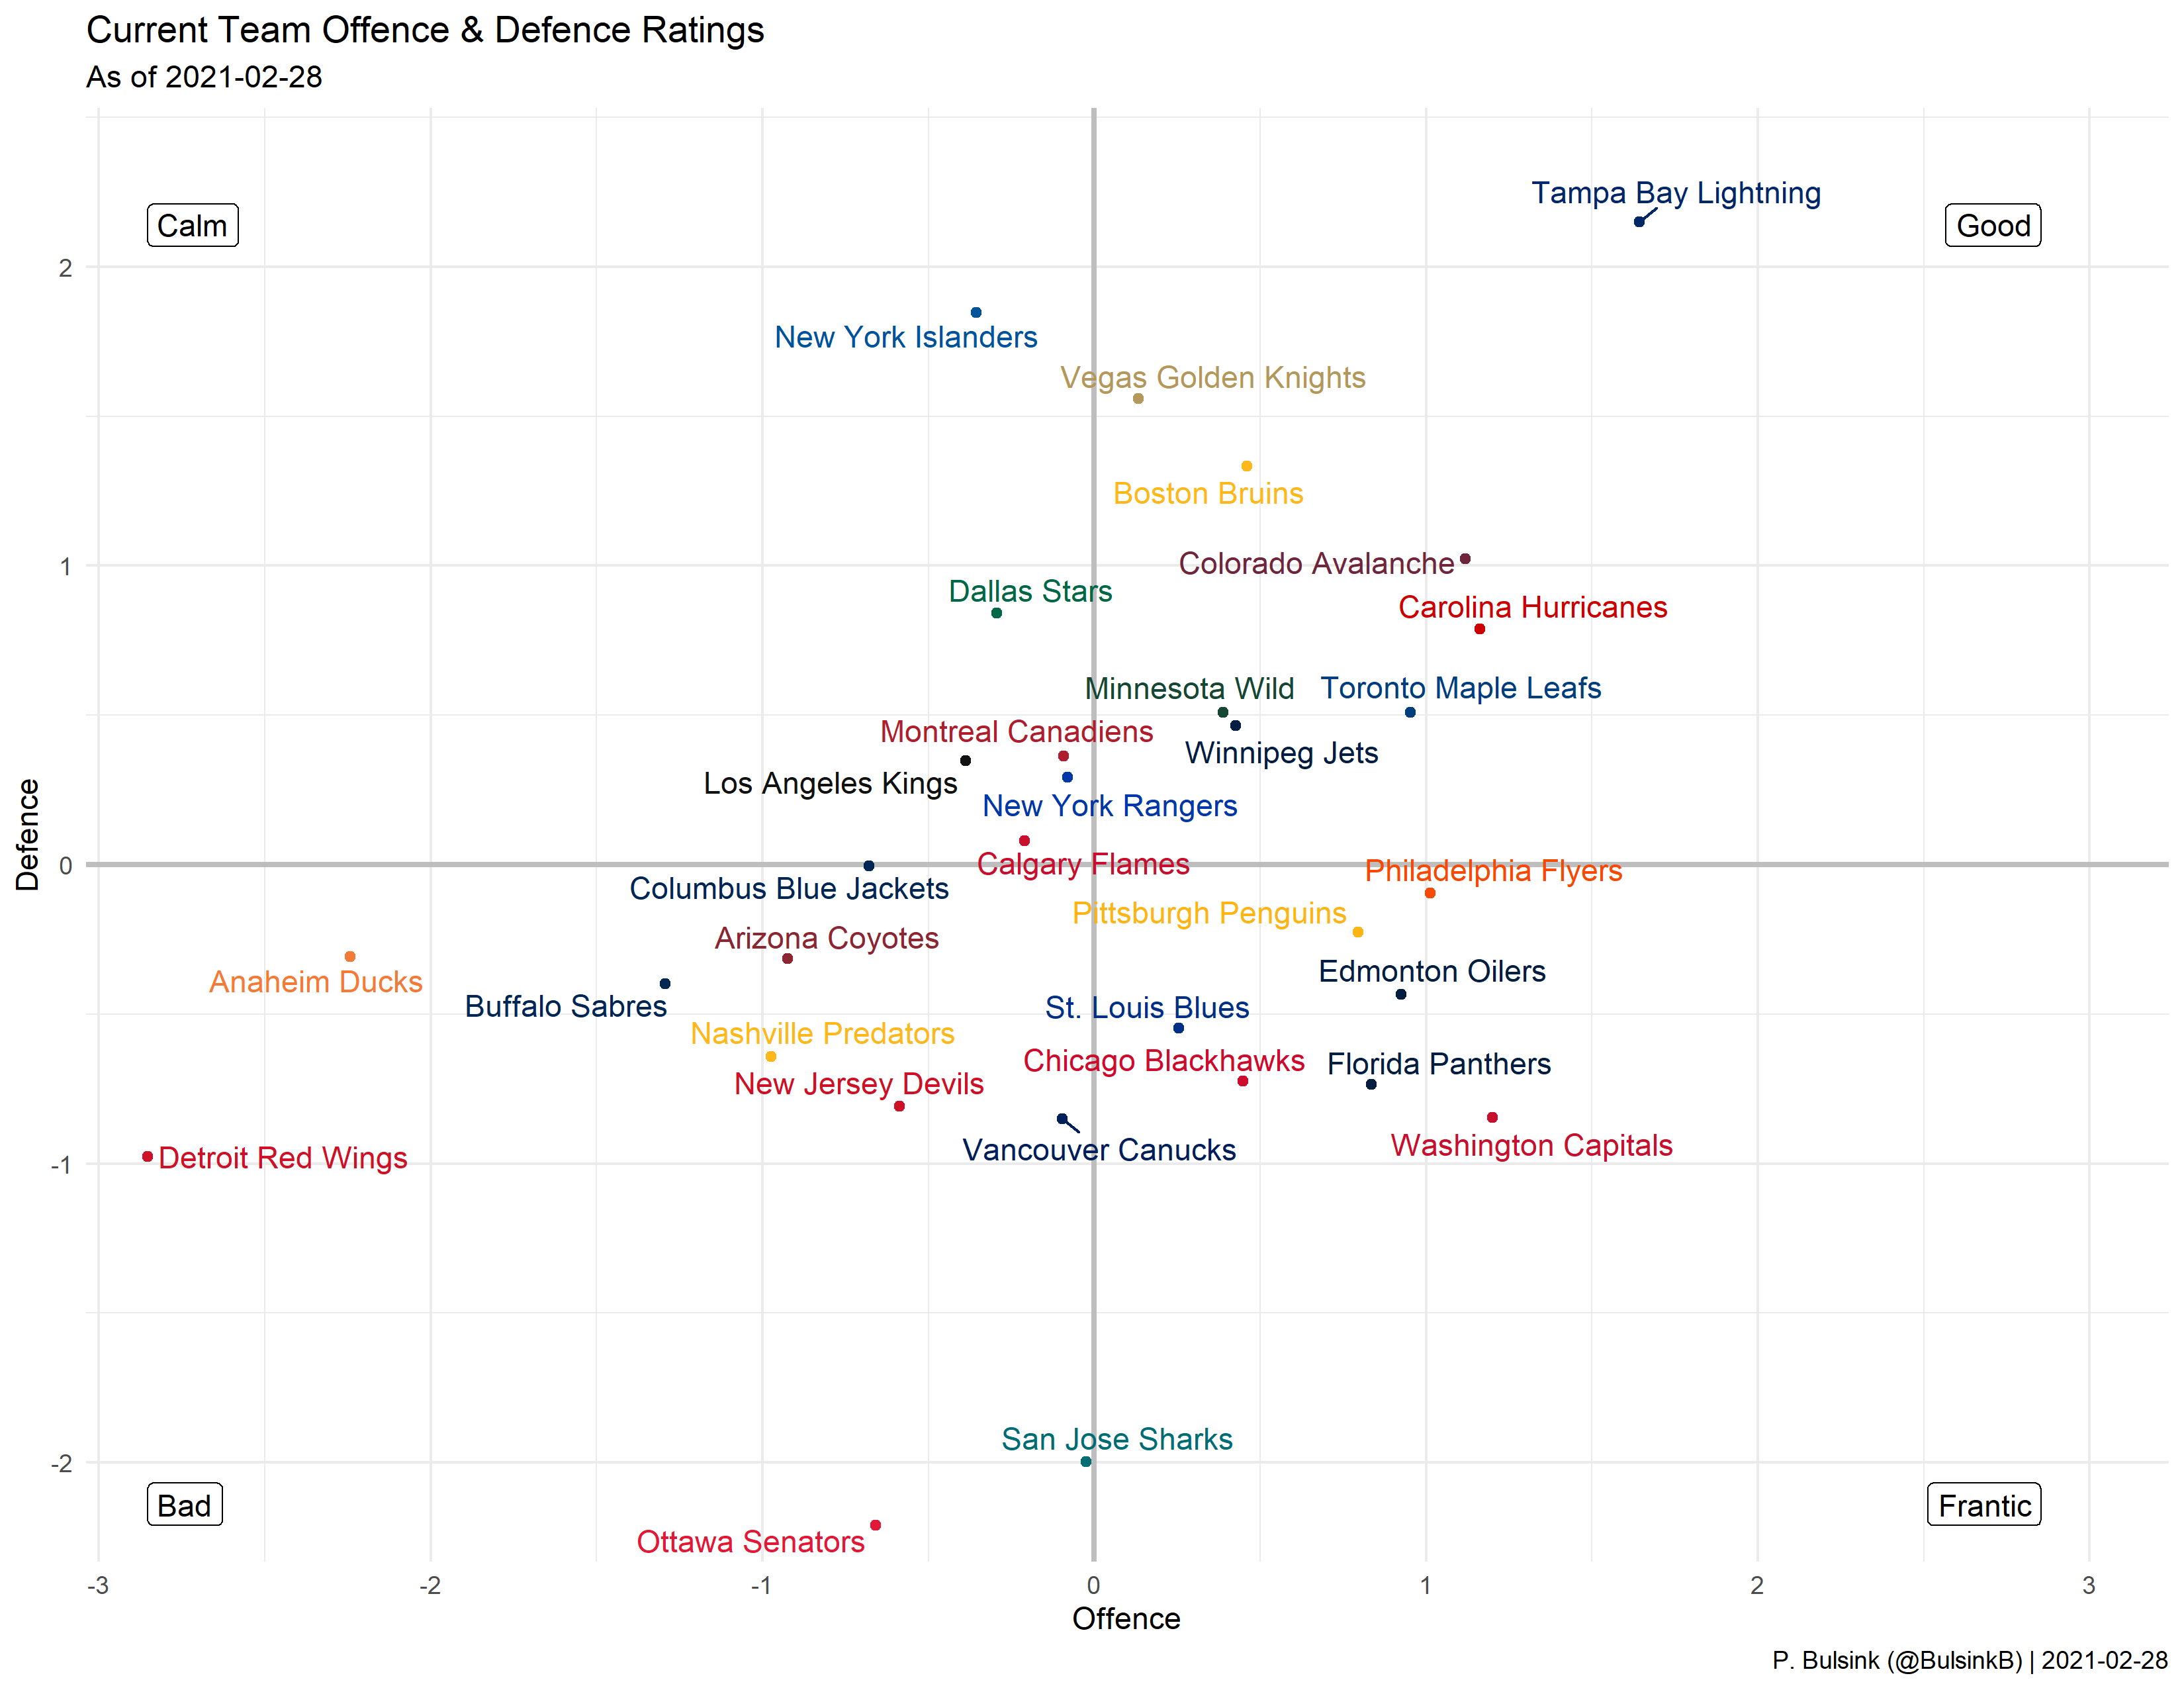 Current Team Offence & Defence Ratings
As of 2021-02-28
Tampa Bay Lightning
Calm
Good
2
New York Islanders
Vegas Golden Knights
Boston Bruins
Colorado Avalanche
1
Dallas Stars
Carolina Hurricanes
Minnesota Wild
Toronto Maple Leafs
Montreal Canadiens
Winnipeg Jets
Los Angeles Kings
New York Rangers
Defence
0
Calgary Flames
Philadelphia Flyers
Columbus Blue Jackets
Pittsburgh Penguins
Arizona Coyotes
Edmonton Oilers
Anaheim Ducks
Buffalo Sabres
St. Louis Blues
Nashville Predators
Chicago Blackhawks
Florida Panthers
New Jersey Devils
Washington Capitals
Vancouver Canucks
Detroit Red Wings
-1
San Jose Sharks
-2
Bad
Frantic
Ottawa Senators
-3
-2
-1
0
1
2
3
Offence
P. Bulsink (@BulsinkB) | 2021-02-28